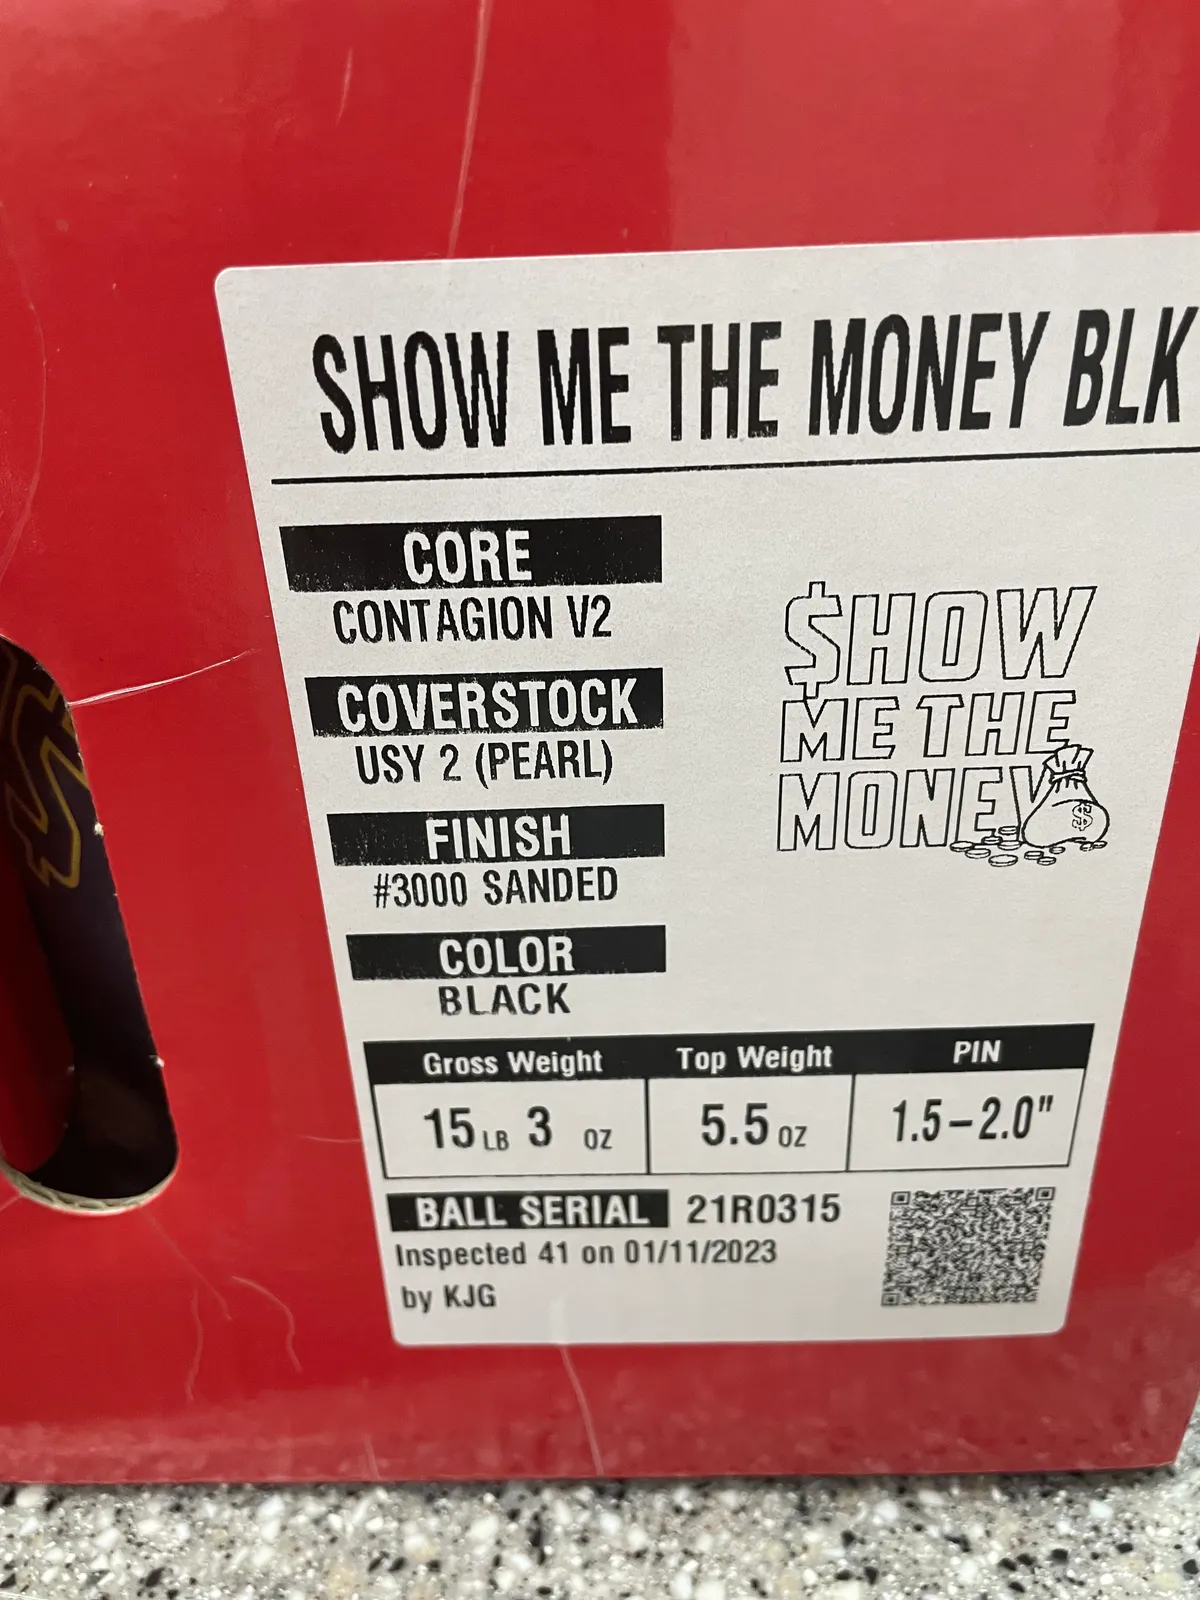 SHOW ME THE MONEY BLK
CORE
CONTAGION V2
COVERSTOCK
USY 2 (PEARL)
FINISH
#3000 SANDED
COLOR
BLACK
$HOW
ME THE
MONEY
$
Gross Weight Top Weight PIN
15 LB 3 OZ 5.5 OZ 1.5-2.0"
BALL SERIAL 21R0315
Inspected 41 on 01/11/2023
by KJG